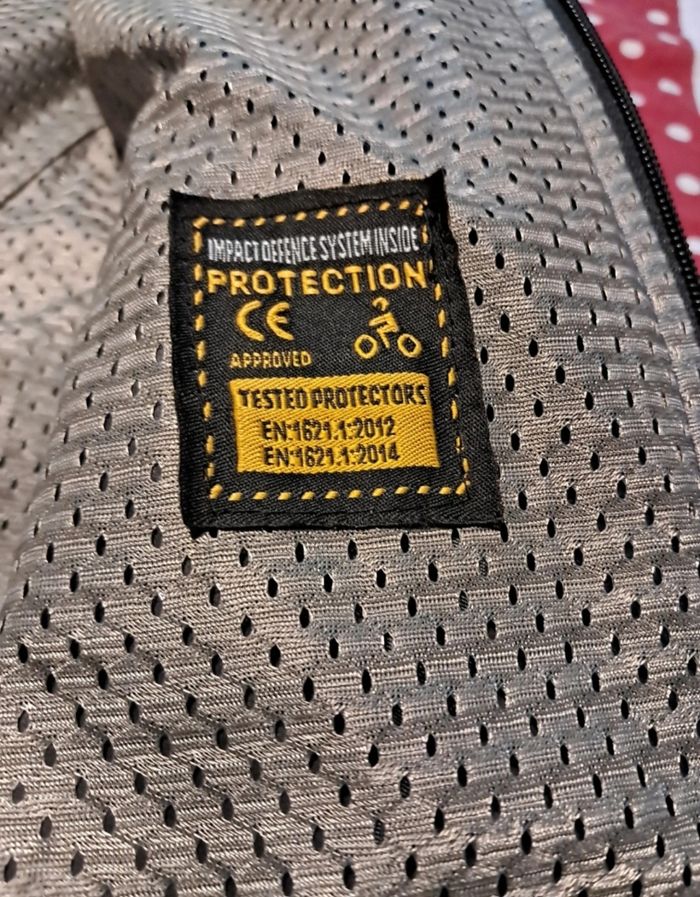 IMPACT DEFENCE SYSTEM INSIDE
PROTECTION
CE
APPROVED
TESTED PROTECTORS
EN:1621.1:2012
EN:1621.1:2014